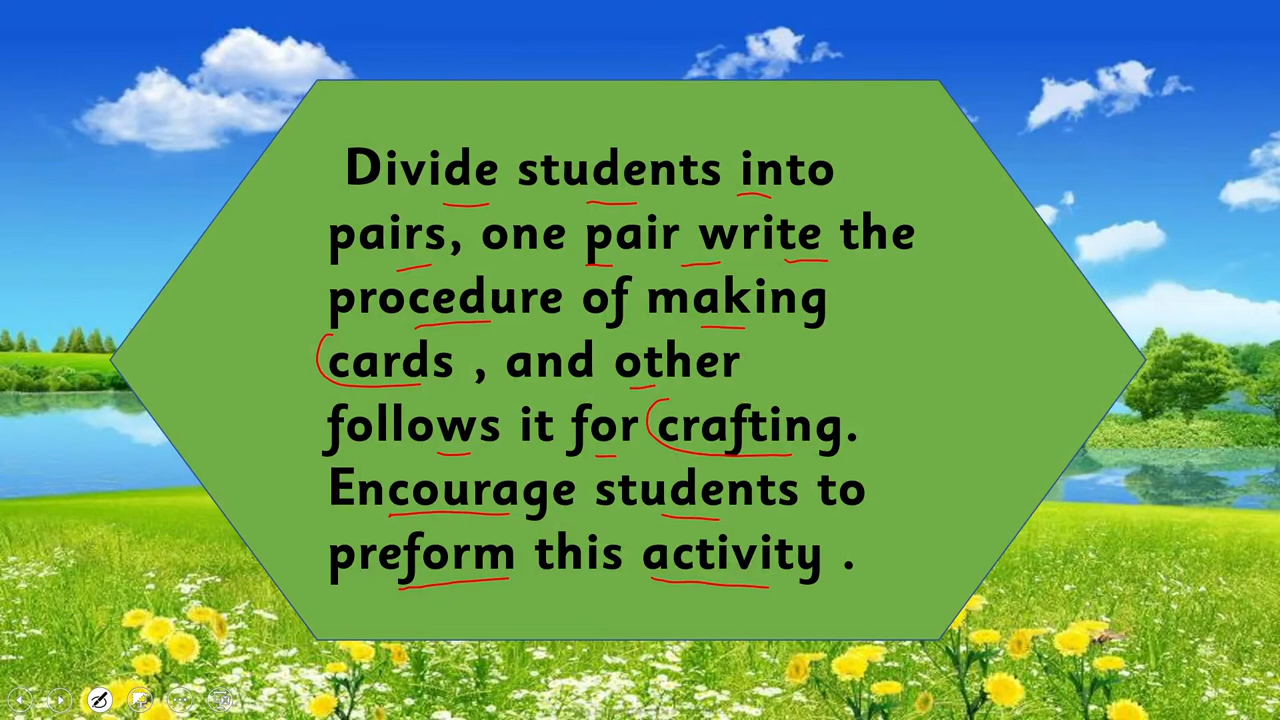 Divide students into
pairs, one pair write the
procedure of making
cards , and other
follows it for crafting.
Encourage students to
preform this activity .